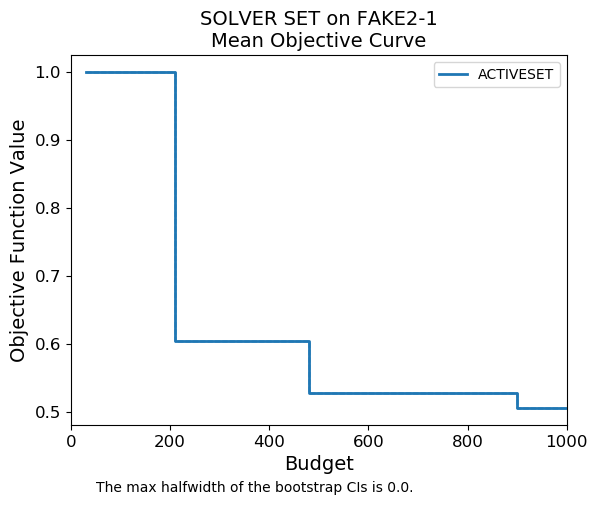 SOLVER SET on FAKE2-1
Mean Objective Curve
ACTIVESET
Objective Function Value
1.0
0.9
0.8
0.7
0.6
0.5
0 200 400 600 800 1000
Budget
The max halfwidth of the bootstrap CIs is 0.0.